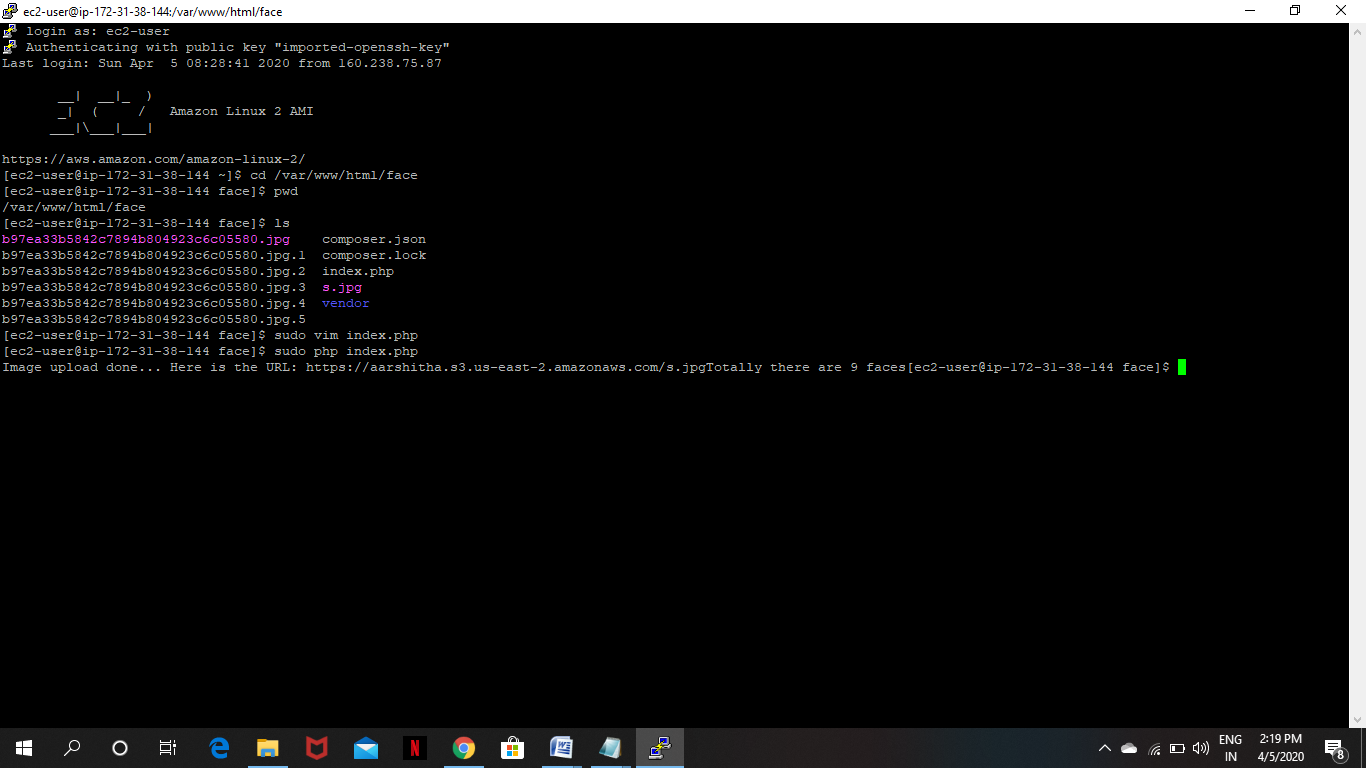 ec2-user@ip-172-31-38-144:/var/www/html/face
login as: ec2-user
Authenticating with public key "imported-openssh-key"
Last login: Sun Apr  5 08:28:41 2020 from 160.238.75.87
       __|  __|_  )
       _|  (     /   Amazon Linux 2 AMI
      ___|\___|___|
https://aws.amazon.com/amazon-linux-2/
[ec2-user@ip-172-31-38-144 ~]$ cd /var/www/html/face
[ec2-user@ip-172-31-38-144 face]$ pwd
/var/www/html/face
[ec2-user@ip-172-31-38-144 face]$ ls
b97ea33b5842c7894b804923c6c05580.jpg    composer.json
b97ea33b5842c7894b804923c6c05580.jpg.1  composer.lock
b97ea33b5842c7894b804923c6c05580.jpg.2  index.php
b97ea33b5842c7894b804923c6c05580.jpg.3  s.jpg
b97ea33b5842c7894b804923c6c05580.jpg.4  vendor
b97ea33b5842c7894b804923c6c05580.jpg.5
[ec2-user@ip-172-31-38-144 face]$ sudo vim index.php
[ec2-user@ip-172-31-38-144 face]$ sudo php index.php
Image upload done... Here is the URL: https://aarshitha.s3.us-east-2.amazonaws.com/s.jpgTotally there are 9 faces[ec2-user@ip-172-31-38-144 face]$
ENG
IN
2:19 PM
4/5/2020
8